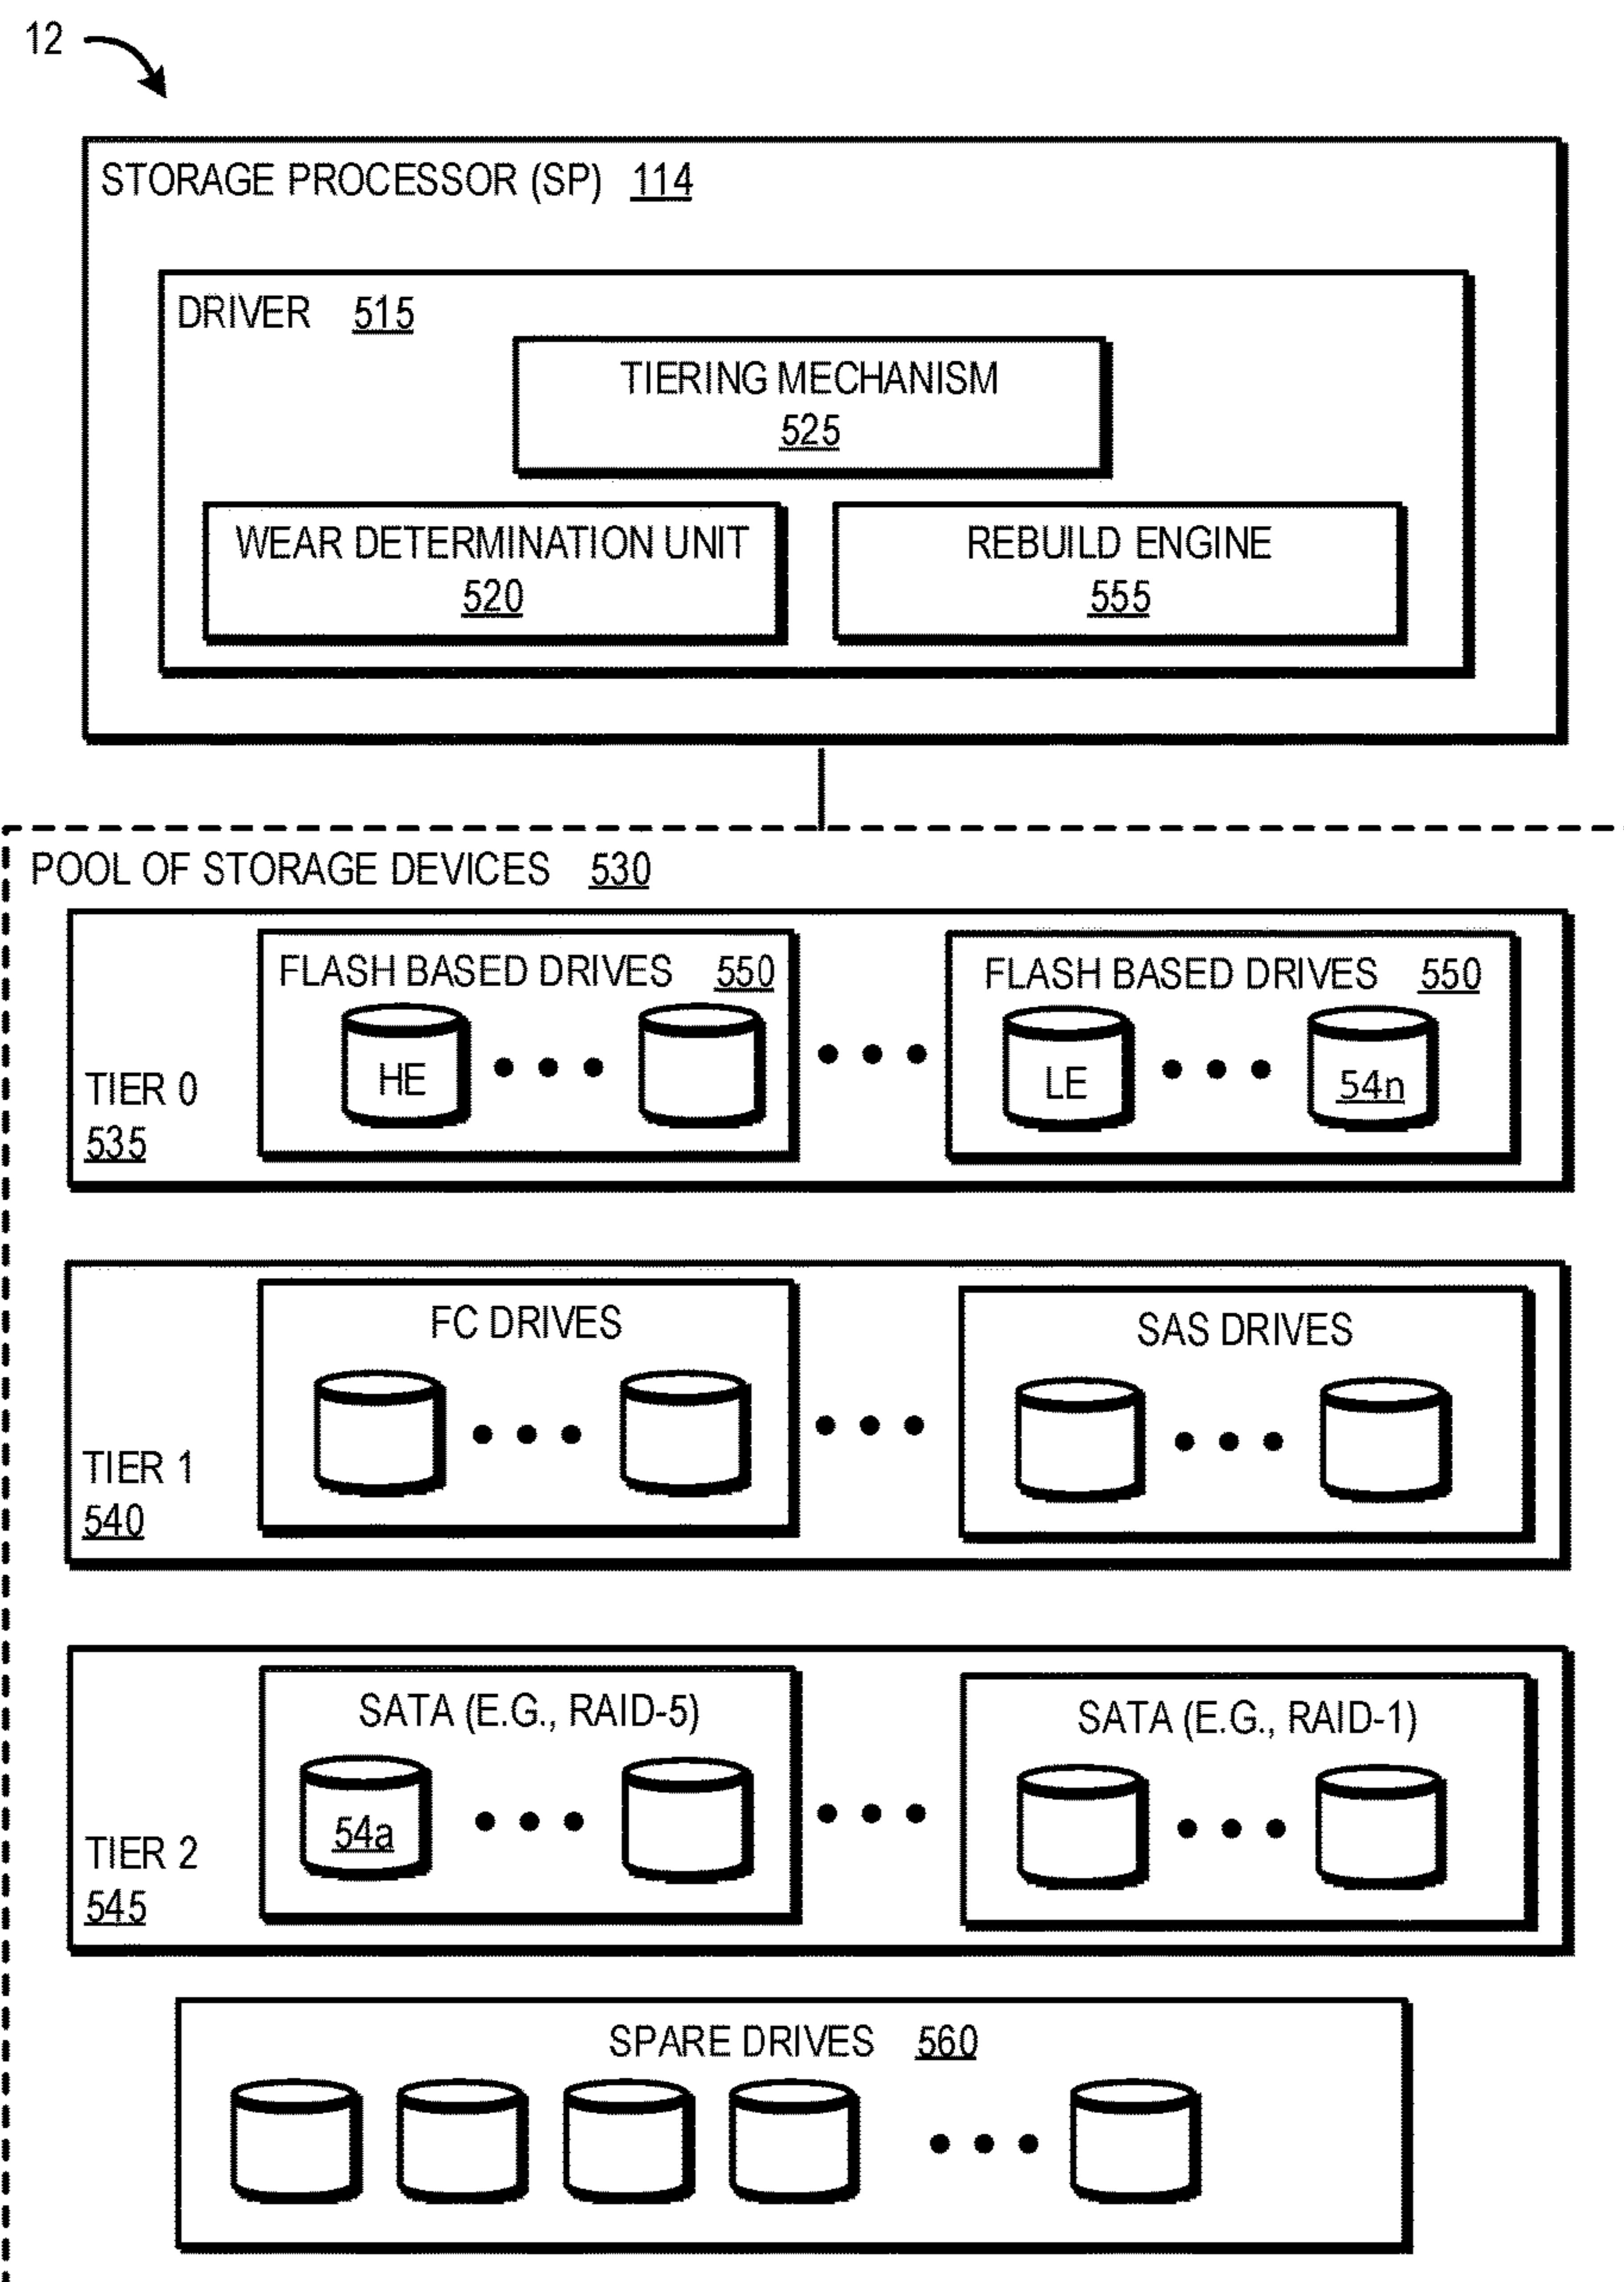 12
STORAGE PROCESSOR (SP) 114
DRIVER 515
TIERING MECHANISM
525
WEAR DETERMINATION UNIT
520
REBUILD ENGINE
555
POOL OF STORAGE DEVICES 530
TIER 0
535
FLASH BASED DRIVES 550
HE
FLASH BASED DRIVES 550
LE
54n
TIER 1
540
FC DRIVES
SAS DRIVES
TIER 2
545
SATA (E.G., RAID-5)
54a
SATA (E.G., RAID-1)
SPARE DRIVES 560